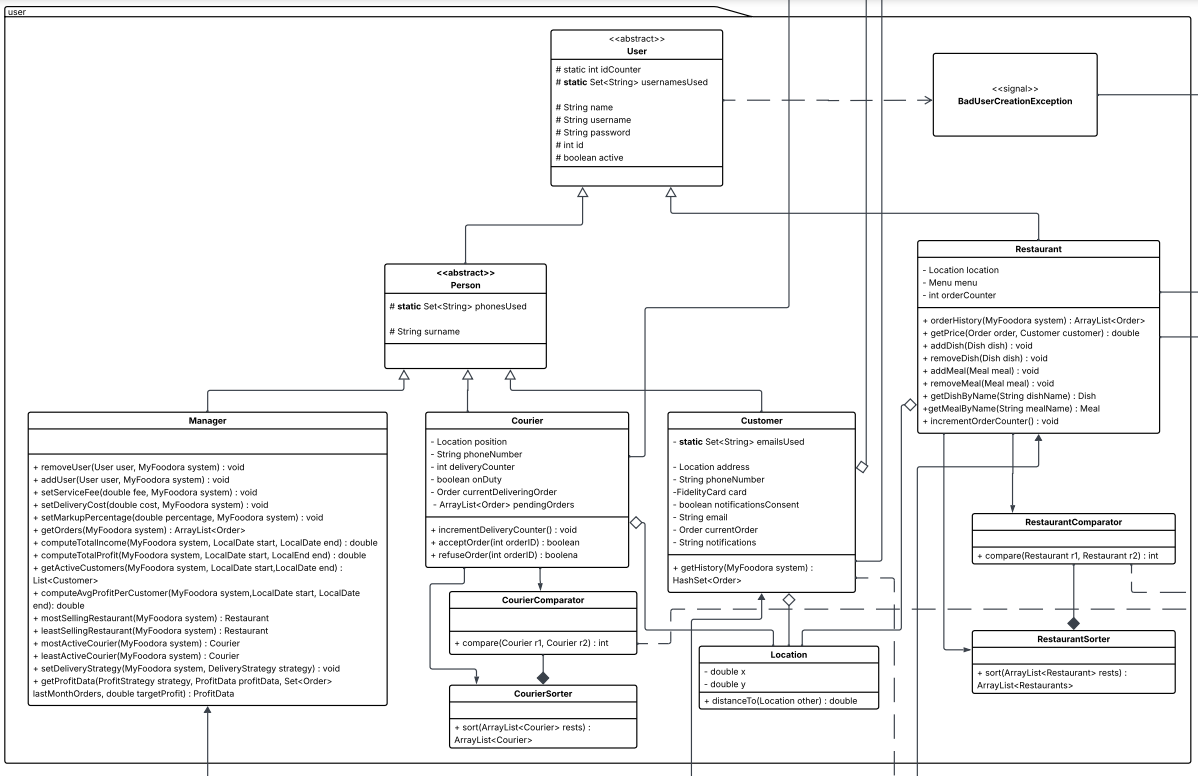 user
<<abstract>>
User
# static int idCounter
# static Set<String> usernamesUsed
# String name
# String username
# String password
# int id
# boolean active
<<signal>>
BadUserCreationException
<<abstract>>
Person
# static Set<String> phonesUsed
# String surname
Restaurant
- Location location
- Menu menu
- int orderCounter
+ orderHistory(MyFoodora system) : ArrayList<Order>
+ getPrice(Order order, Customer customer) : double
+ addDish(Dish dish) : void
+ removeDish(Dish dish) : void
+ addMeal(Meal meal) : void
+ removeMeal(Meal meal) : void
+ getDishByName(String dishName) : Dish
+getMealByName(String mealName) : Meal
+ incrementOrderCounter() : void
Manager
+ removeUser(User user, MyFoodora system) : void
+ addUser(User user, MyFoodora system) : void
+ setServiceFee(double fee, MyFoodora system) : void
+ setDeliveryCost(double cost, MyFoodora system) : void
+ setMarkupPercentage(double percentage, MyFoodora system) : void
+ getOrders(MyFoodora system) : ArrayList<Order>
+ computeTotalIncome(MyFoodora system, LocalDate start, LocalDate end) : double
+ computeTotalProfit(MyFoodora system, LocalDate start, LocalEnd end) : double
+ getActiveCustomers(MyFoodora system, LocalDate start,LocalDate end) :
List<Customer>
+ computeAvgProfitPerCustomer(MyFoodora system,LocalDate start, LocalDate
end): double
+ mostSellingRestaurant(MyFoodora system) : Restaurant
+ leastSellingRestaurant(MyFoodora system) : Restaurant
+ mostActiveCourier(MyFoodora system) : Courier
+ leastActiveCourier(MyFoodora system) : Courier
+ setDeliveryStrategy(MyFoodora system, DeliveryStrategy strategy) : void
+ getProfitData(ProfitStrategy strategy, ProfitData profitData, Set<Order>
lastMonthOrders, double targetProfit) : ProfitData
Courier
- Location position
- String phoneNumber
- int deliveryCounter
- boolean onDuty
- Order currentDeliveringOrder
- ArrayList<Order> pendingOrders
+ incrementDeliveryCounter() : void
+ acceptOrder(int orderID) : boolean
+ refuseOrder(int orderID) : boolena
Customer
- static Set<String> emailsUsed
- Location address
- String phoneNumber
-FidelityCard card
- boolean notificationsConsent
- String email
- Order currentOrder
- String notifications
+ getHistory(MyFoodora system) :
HashSet<Order>
RestaurantComparator
+ compare(Restaurant r1, Restaurant r2) : int
CourierComparator
+ compare(Courier r1, Courier r2) : int
RestaurantSorter
+ sort(ArrayList<Restaurant> rests) :
ArrayList<Restaurants>
Location
- double x
- double y
+ distanceTo(Location other) : double
CourierSorter
+ sort(ArrayList<Courier> rests) :
ArrayList<Courier>